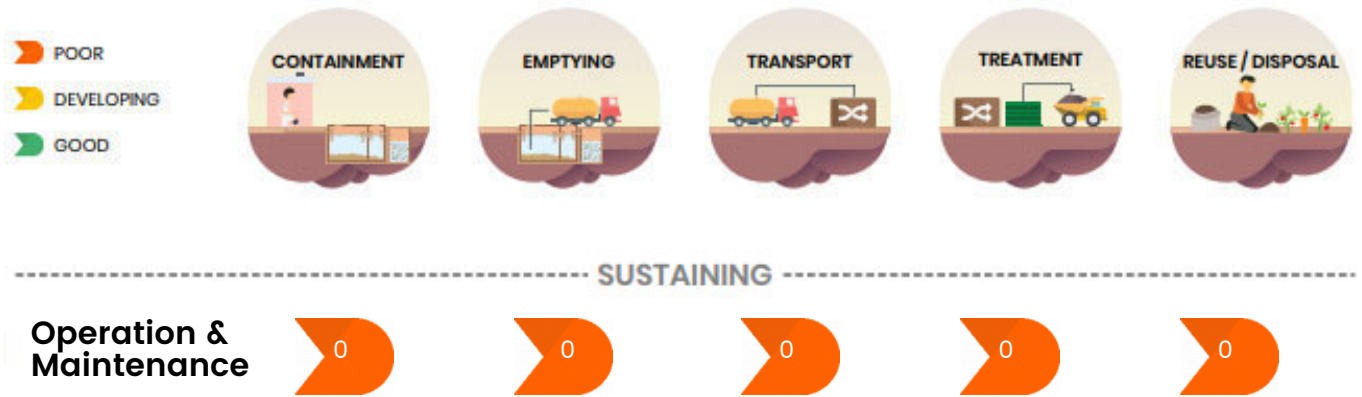 POOR
DEVELOPING
GOOD
CONTAINMENT
EMPTYING
TRANSPORT
TREATMENT
REUSE / DISPOSAL
SUSTAINING
Operation &
Maintenance
0 0 0 0 0